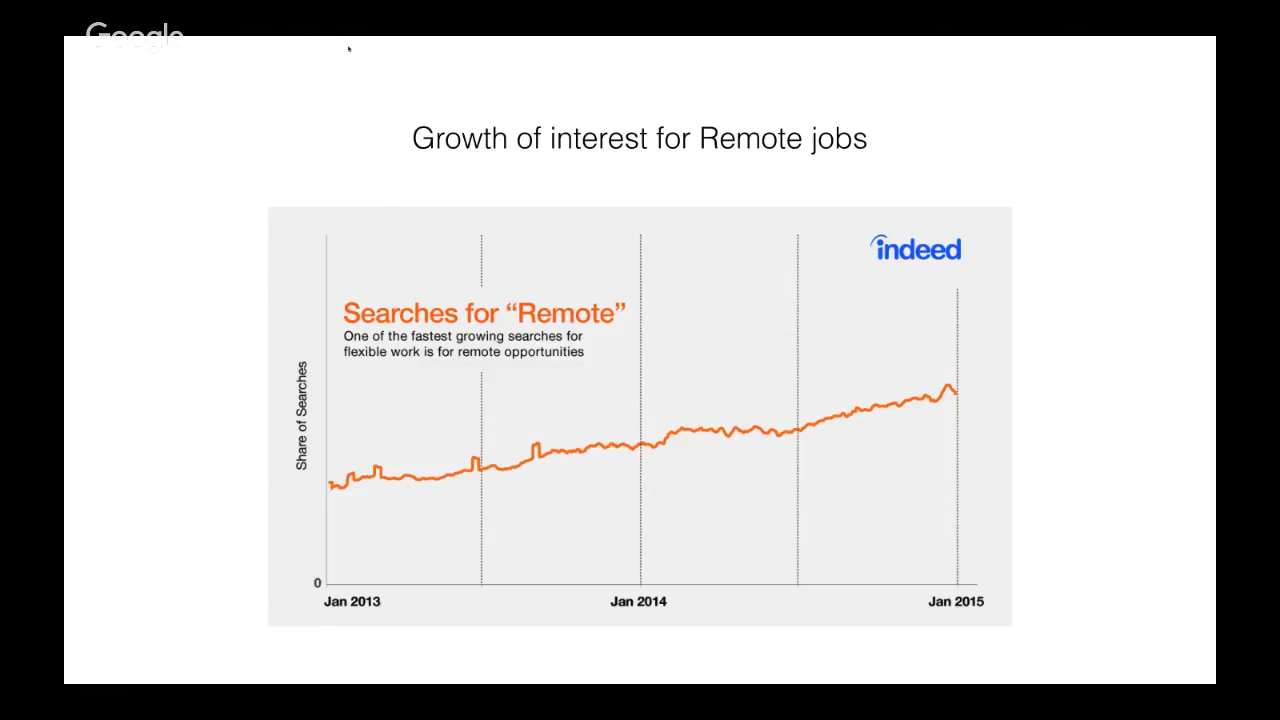 Google
Growth of interest for Remote jobs
indeed
Searches for “Remote”
One of the fastest growing searches for
flexible work is for remote opportunities
Share of Searches
0
Jan 2013
Jan 2014
Jan 2015